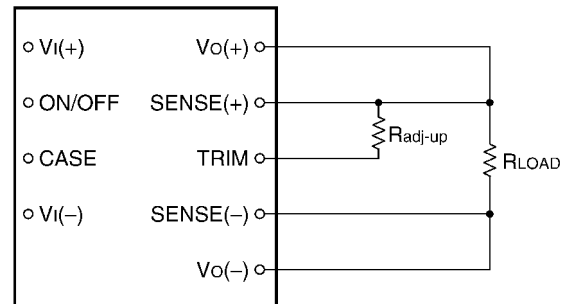 VI(+) VO(+)
ON/OFF SENSE(+)
Radj-up
CASE TRIM
RLOAD
VI(–) SENSE(–)
VO(–)